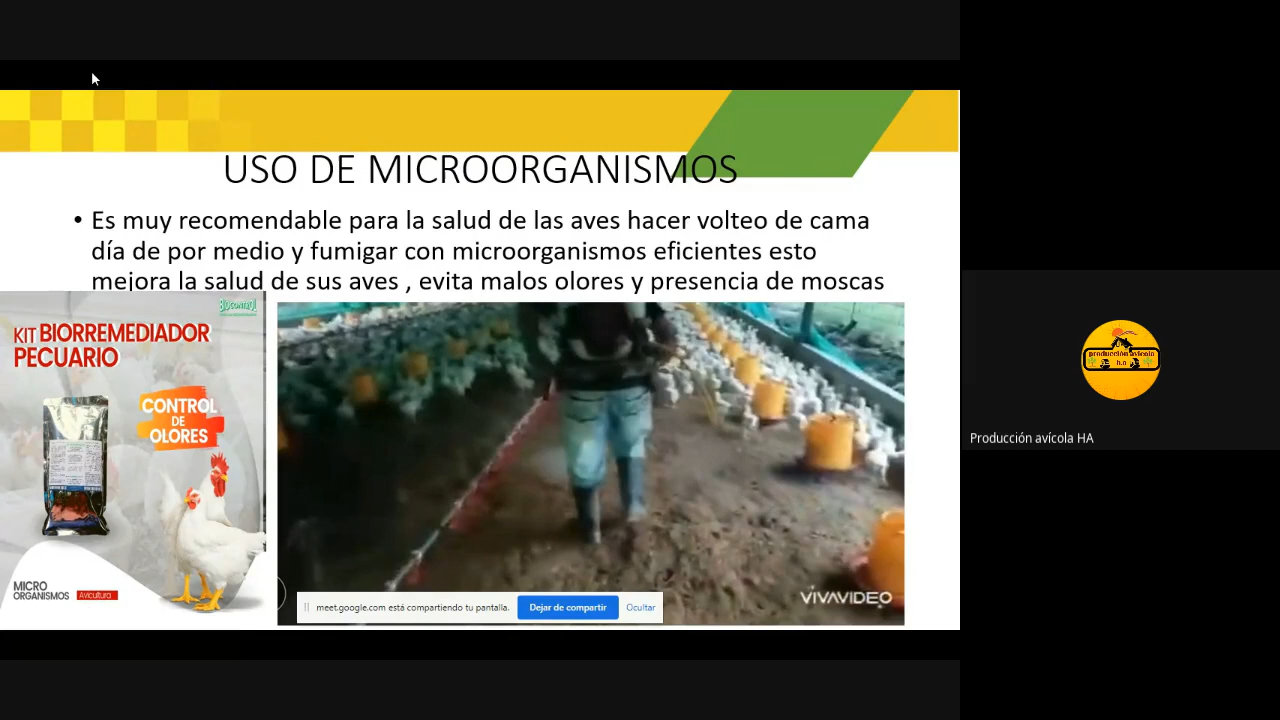 USO DE MICROORGANISMOS
• Es muy recomendable para la salud de las aves hacer volteo de cama
día de por medio y fumigar con microorganismos eficientes esto
mejora la salud de sus aves , evita malos olores y presencia de moscas
BIOCONTROL
KIT BIORREMEDIADOR
PECUARIO
CONTROL
DE
OLORES
MICRO
ORGANISMOS
Avicultura
VIVAVIDEO
meet.google.com está compartiendo tu pantalla.
Dejar de compartir
Ocultar
producción avícola
h.a
Producción avícola HA